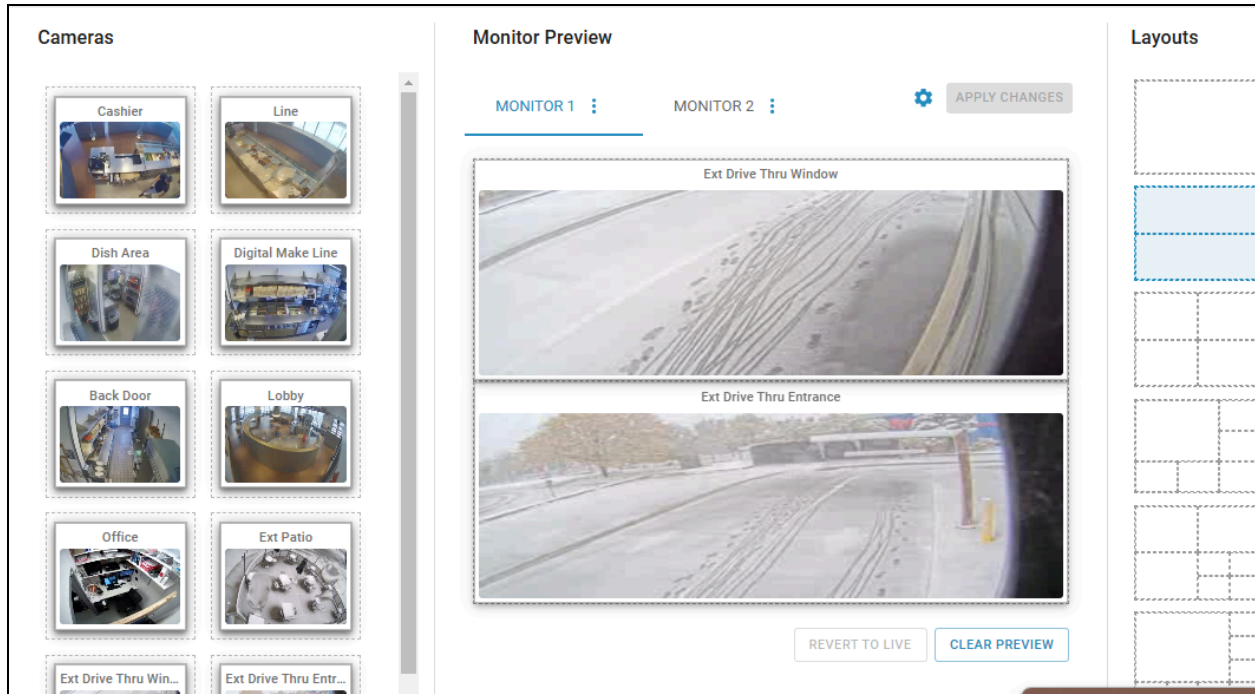 Cameras
Cashier
Line
Dish Area
Digital Make Line
Back Door
Lobby
Office
Ext Patio
Ext Drive Thru Win...
Ext Drive Thru Entr...
Monitor Preview
MONITOR 1
MONITOR 2
APPLY CHANGES
Ext Drive Thru Window
Ext Drive Thru Entrance
REVERT TO LIVE
CLEAR PREVIEW
Layouts